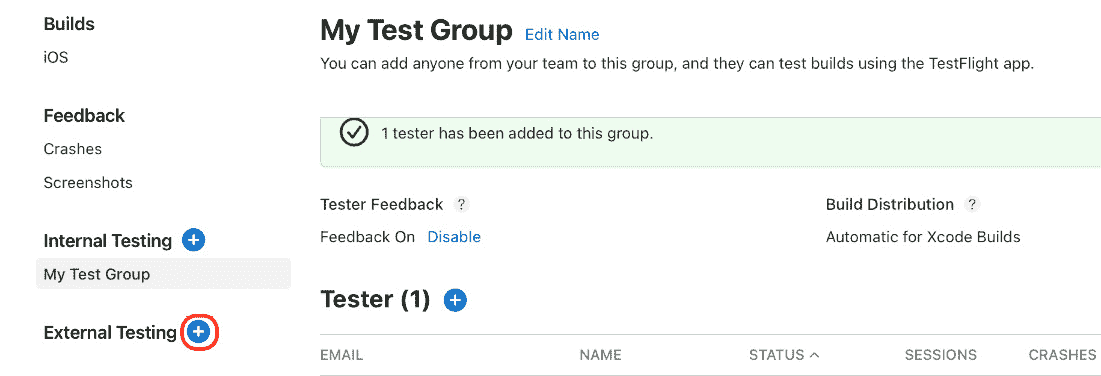 Builds
iOS
Feedback
Crashes
Screenshots
Internal Testing
My Test Group
External Testing
My Test Group Edit Name
You can add anyone from your team to this group, and they can test builds using the TestFlight app.
1 tester has been added to this group.
Tester Feedback ?
Feedback On Disable
Build Distribution ?
Automatic for Xcode Builds
Tester (1)
EMAIL NAME STATUS SESSIONS CRASHES